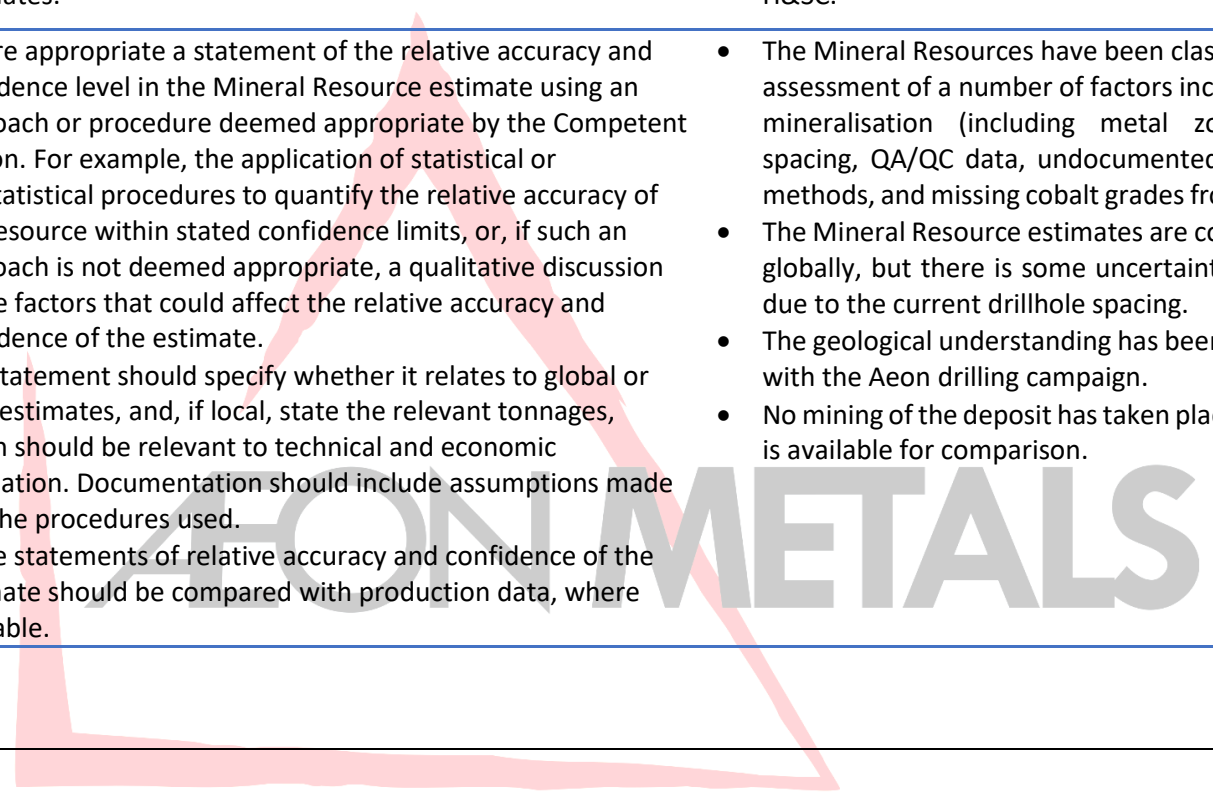 re appropriate a statement of the relative accuracy and
dence level in the Mineral Resource estimate using an
oach or procedure deemed appropriate by the Competent
on. For example, the application of statistical or
tatistical procedures to quantify the relative accuracy of
esource within stated confidence limits, or, if such an
oach is not deemed appropriate, a qualitative discussion
e factors that could affect the relative accuracy and
dence of the estimate.
tatement should specify whether it relates to global or
estimates, and, if local, state the relevant tonnages,
h should be relevant to technical and economic
ation. Documentation should include assumptions made
he procedures used.
e statements of relative accuracy and confidence of the
ate should be compared with production data, where
able.
• The Mineral Resources have been clas
assessment of a number of factors inc
mineralisation (including metal zo
spacing, QA/QC data, undocumented
methods, and missing cobalt grades fro
• The Mineral Resource estimates are co
globally, but there is some uncertaint
due to the current drillhole spacing.
• The geological understanding has been
with the Aeon drilling campaign.
• No mining of the deposit has taken plac
is available for comparison.
ÆON METALS